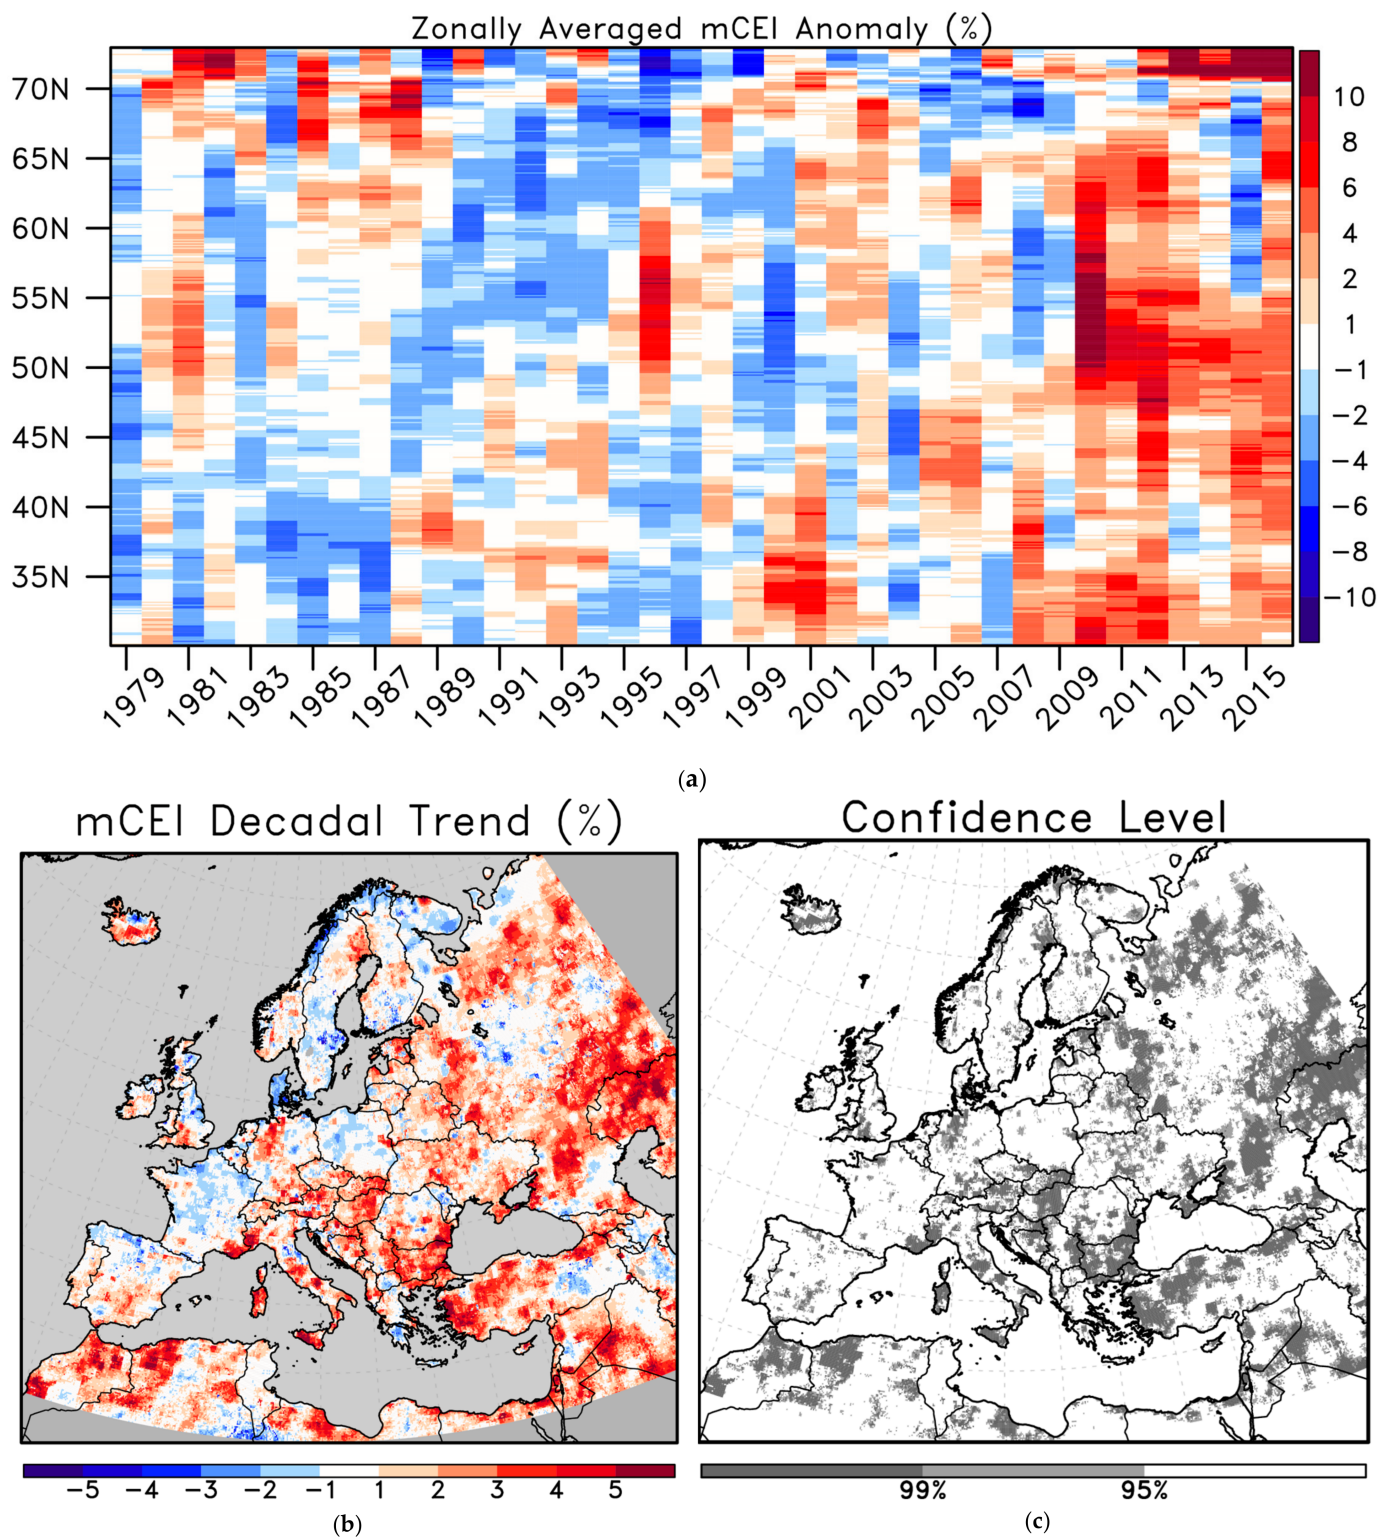 Zonally Averaged mCEI Anomaly (%)
70N
65N
60N
55N
50N
45N
40N
35N
10
8
6
4
2
1
−1
−2
−4
−6
−8
−10
1979 1981 1983 1985 1987 1989 1991 1993 1995 1997 1999 2001 2003 2005 2007 2009 2011 2013 2015
(a)
mCEI Decadal Trend (%)
Confidence Level
−5 −4 −3 −2 −1 1 2 3 4 5
99% 95%
(b)
(c)